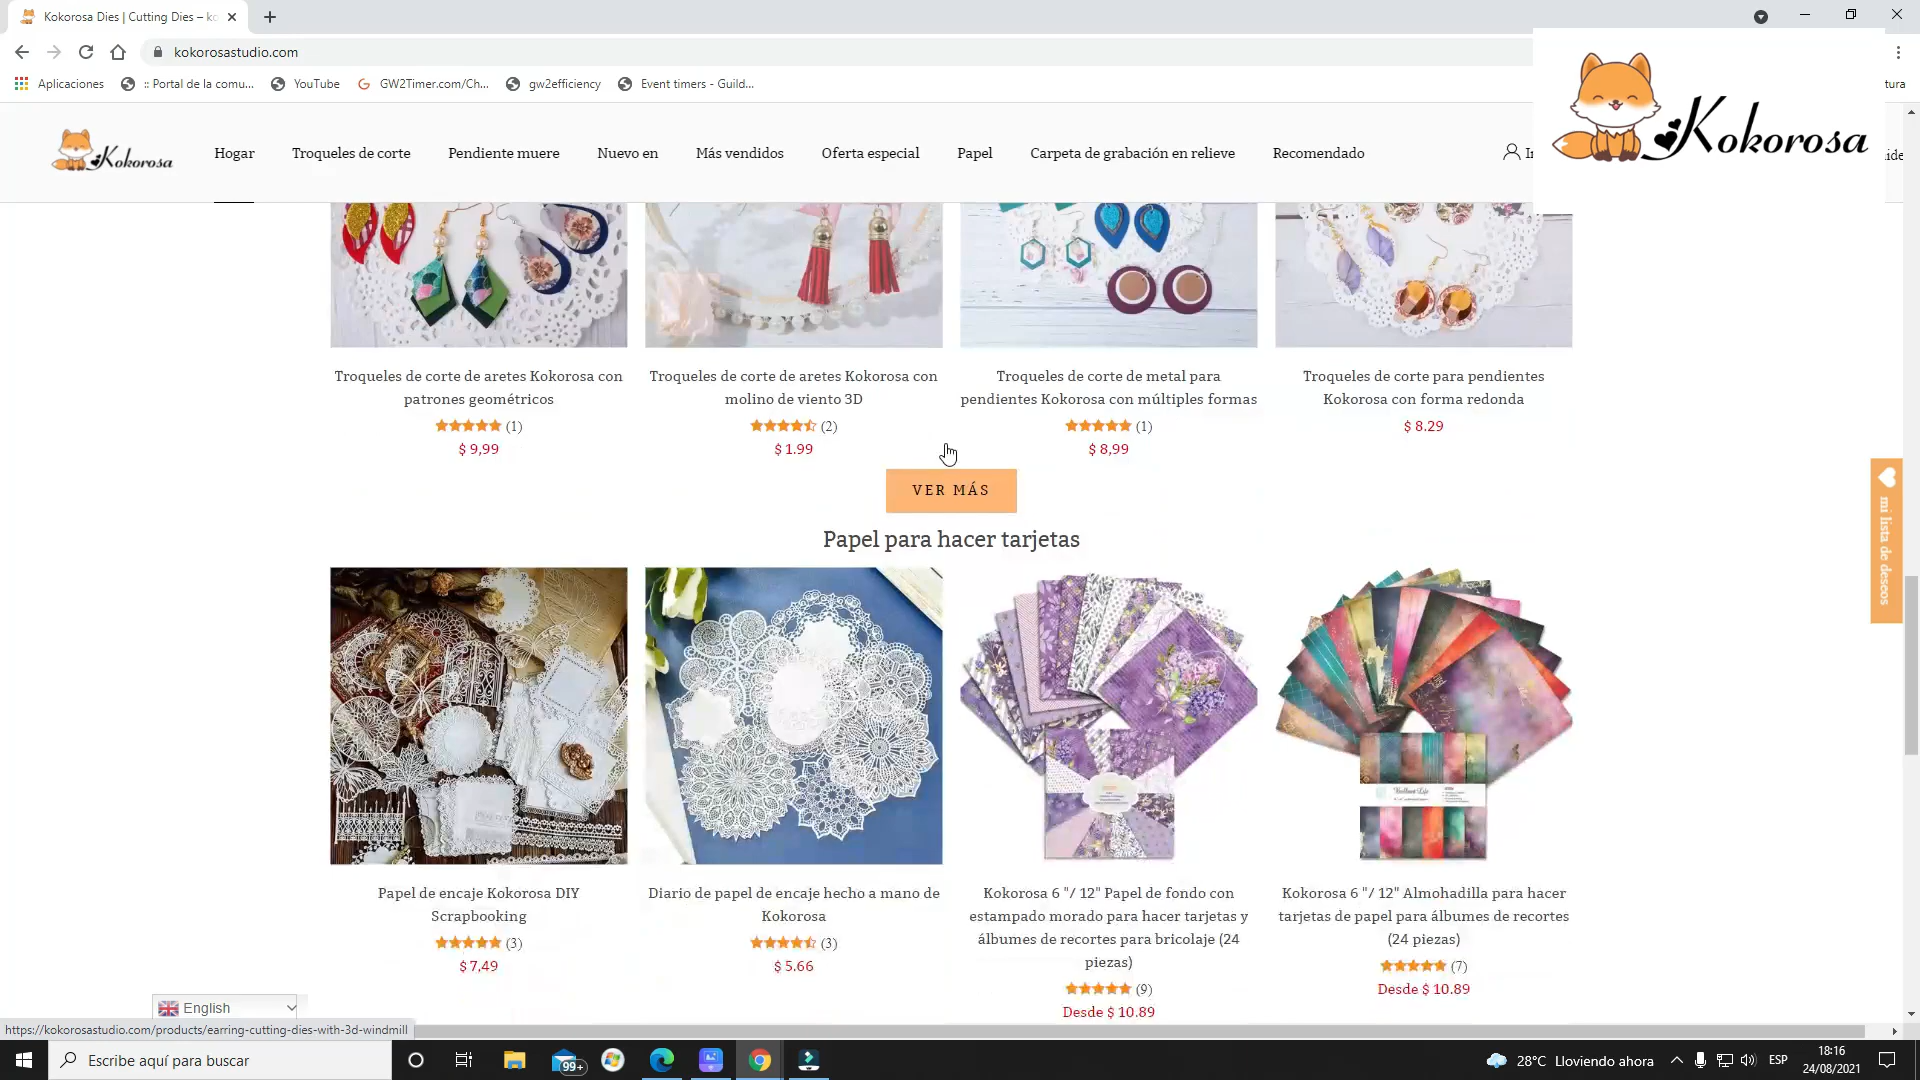 Kokorosa Dies | Cutting Dies – ko
kokorosastudio.com
Aplicaciones
:: Portal de la comu...
YouTube
GW2Timer.com/Ch...
gw2efficiency
Event timers - Guild...
tura
Kokorosa
Kokorosa
Hogar
Troqueles de corte
Pendiente muere
Nuevo en
Más vendidos
Oferta especial
Papel
Carpeta de grabación en relieve
Recomendado
Troqueles de corte de aretes Kokorosa con
patrones geométricos
(1)
$ 9,99
Troqueles de corte de aretes Kokorosa con
molino de viento 3D
(2)
$ 1.99
Troqueles de corte de metal para
pendientes Kokorosa con múltiples formas
(1)
$ 8,99
Troqueles de corte para pendientes
Kokorosa con forma redonda
$ 8.29
VER MÁS
mi lista de deseos
Papel para hacer tarjetas
Papel de encaje Kokorosa DIY
Scrapbooking
(3)
$ 7,49
Diario de papel de encaje hecho a mano de
Kokorosa
(3)
$ 5.66
Kokorosa 6 "/ 12" Papel de fondo con
estampado morado para hacer tarjetas y
álbumes de recortes para bricolaje (24
piezas)
(9)
Desde $ 10.89
Kokorosa 6 "/ 12" Almohadilla para hacer
tarjetas de papel para álbumes de recortes
(24 piezas)
(7)
Desde $ 10.89
English
https://kokorosastudio.com/products/earring-cutting-dies-with-3d-windmill
Escribe aquí para buscar
99+
28°C Lloviendo ahora
ESP
18:16
24/08/2021